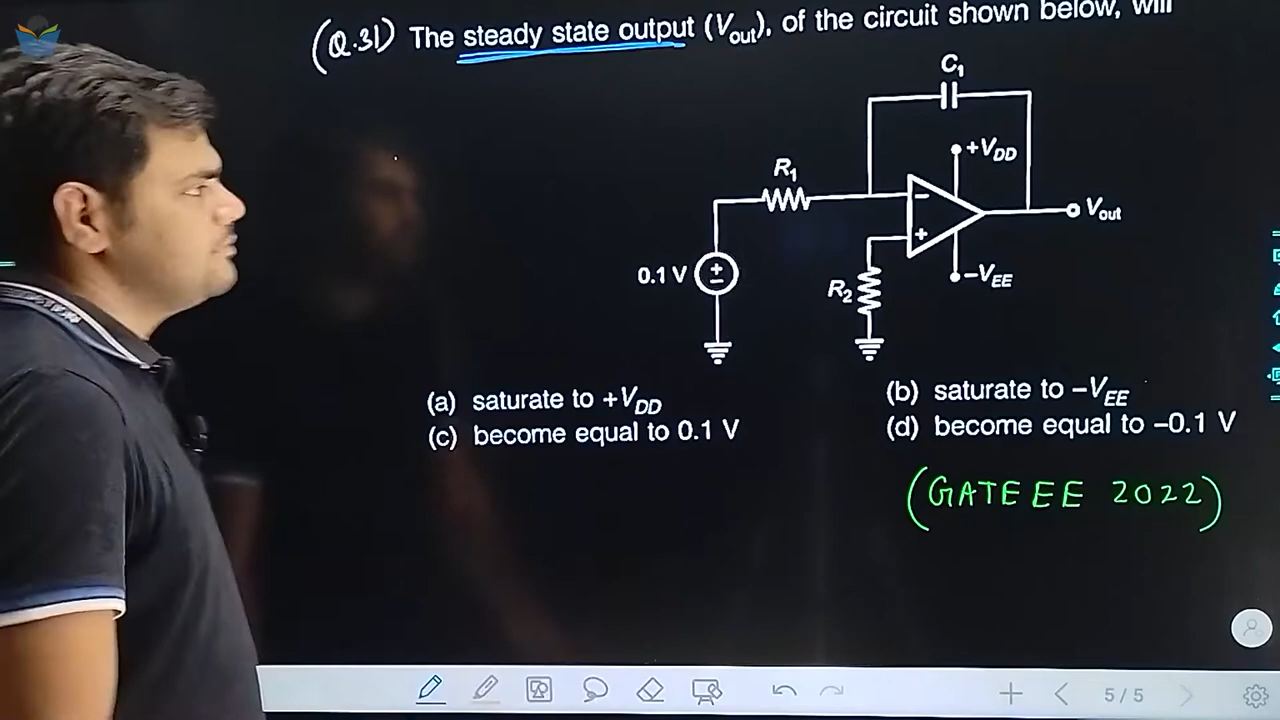 (Q.31) The steady state output (Vout), of the circuit shown below, will
C1
+VDD
R1
Vout
0.1 V
R2
-VEE
(a) saturate to +VDD
(b) saturate to -VEE
(c) become equal to 0.1 V
(d) become equal to -0.1 V
(GATE EE 2022)
5 / 5